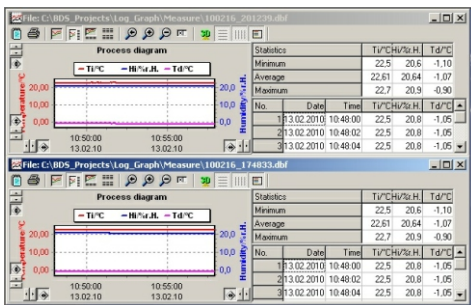 File: C:\BDS_Projects\Log_Graph\Measure\100216_201239.dbf
3D
Process diagram
Ti/°C Hi/%r.H. Td/°C
Temperature/°C
20,00
10,00
0,00
20,0
10,0
0,0
Humidity/%r.H.
10:50:00 10:55:00
13.02.10 13.02.10
Statistics Ti/°C Hi/%r.H. Td/°C
Minimum 22,5 20,6 -1,10
Average 22,61 20,64 -1,07
Maximum 22,7 20,9 -0,90
No. Date Time Ti/°C Hi/%r.H. Td/°C
1 13.02.2010 10:48:00 22,5 20,8 -1,05
2 13.02.2010 10:48:02 22,5 20,8 -1,05
3 13.02.2010 10:48:04 22,5 20,8 -1,05
File: C:\BDS_Projects\Log_Graph\Measure\100216_174833.dbf
3D
Process diagram
Ti/°C Hi/%r.H. Td/°C
Temperature/°C
20,00
10,00
0,00
20,0
10,0
0,0
Humidity/%r.H.
10:50:00 10:55:00
13.02.10 13.02.10
Statistics Ti/°C Hi/%r.H. Td/°C
Minimum 22,5 20,6 -1,10
Average 22,61 20,64 -1,07
Maximum 22,7 20,9 -0,90
No. Date Time Ti/°C Hi/%r.H. Td/°C
1 13.02.2010 10:48:00 22,5 20,8 -1,05
2 13.02.2010 10:48:02 22,5 20,8 -1,05
3 13.02.2010 10:48:04 22,5 20,8 -1,05